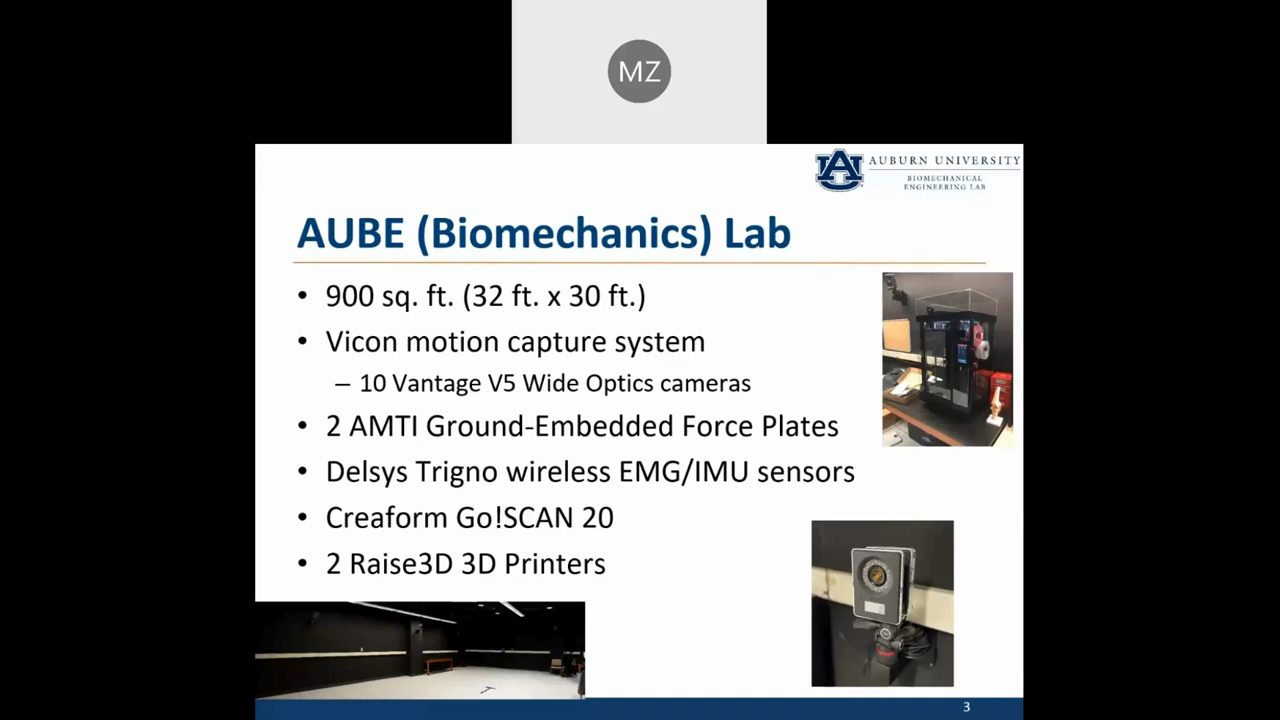 MZ
AU
AUBURN UNIVERSITY
BIOMECHANICAL
ENGINEERING LAB
AUBE (Biomechanics) Lab
• 900 sq. ft. (32 ft. x 30 ft.)
• Vicon motion capture system
– 10 Vantage V5 Wide Optics cameras
• 2 AMTI Ground-Embedded Force Plates
• Delsys Trigno wireless EMG/IMU sensors
• Creaform Go!SCAN 20
• 2 Raise3D 3D Printers
3